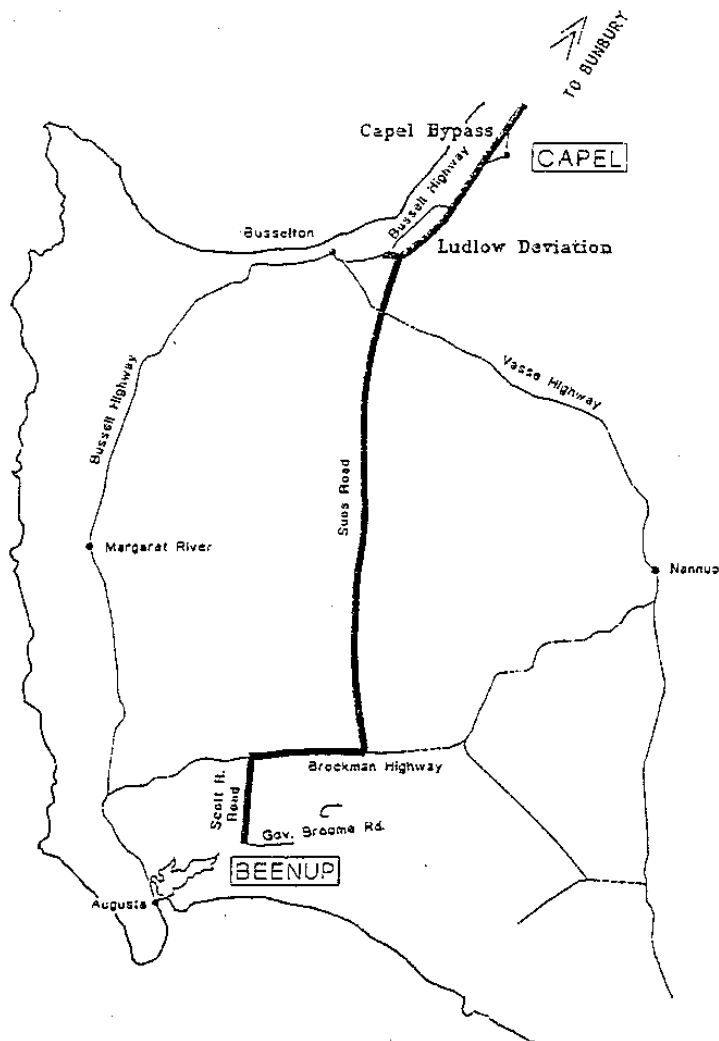 TO BUNBURY
Capel Bypass
CAPEL
Bussell Highway
Busselton
Ludlow Deviation
Vasse Highway
Bussell Highway
Sues Road
Margaret River
Nannup
Brockman Highway
Scott R.
Road
Gov. Broome Rd.
BEENUP
Augusta